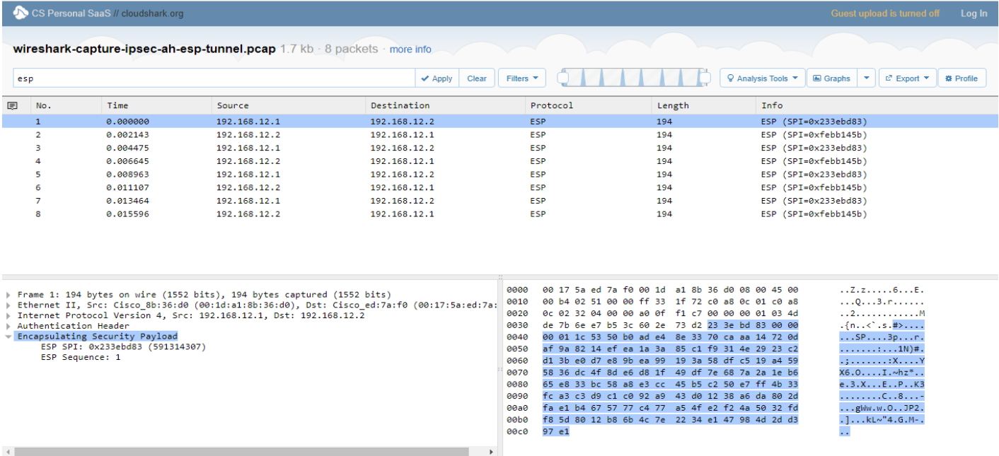 CS Personal SaaS // cloudshark.org Guest upload is turned off Log In
wireshark-capture-ipsec-ah-esp-tunnel.pcap 1.7 kb · 8 packets · more info
esp Apply Clear Filters Analysis Tools Graphs Export Profile
No. Time Source Destination Protocol Length Info
1 0.000000 192.168.12.1 192.168.12.2 ESP 194 ESP (SPI=0x233ebd83)
2 0.002143 192.168.12.2 192.168.12.1 ESP 194 ESP (SPI=0xfebb145b)
3 0.004475 192.168.12.1 192.168.12.2 ESP 194 ESP (SPI=0x233ebd83)
4 0.006645 192.168.12.2 192.168.12.1 ESP 194 ESP (SPI=0xfebb145b)
5 0.008963 192.168.12.1 192.168.12.2 ESP 194 ESP (SPI=0x233ebd83)
6 0.011107 192.168.12.2 192.168.12.1 ESP 194 ESP (SPI=0xfebb145b)
7 0.013464 192.168.12.1 192.168.12.2 ESP 194 ESP (SPI=0x233ebd83)
8 0.015596 192.168.12.2 192.168.12.1 ESP 194 ESP (SPI=0xfebb145b)
Frame 1: 194 bytes on wire (1552 bits), 194 bytes captured (1552 bits)
Ethernet II, Src: Cisco_8b:36:d0 (00:1d:a1:8b:36:d0), Dst: Cisco_ed:7a:f0 (00:17:5a:ed:7a:
Internet Protocol Version 4, Src: 192.168.12.1, Dst: 192.168.12.2
Authentication Header
Encapsulating Security Payload
ESP SPI: 0x233ebd83 (591314307)
ESP Sequence: 1
0000 00 17 5a ed 7a f0 00 1d a1 8b 36 d0 08 00 45 00 ..Z.z.....6...E.
0010 00 b4 02 51 00 00 ff 33 1f 72 c0 a8 0c 01 c0 a8 ...Q...3.r......
0020 0c 02 32 04 00 00 a0 0f f1 c7 00 00 00 01 03 4d ..2............M
0030 de 7b 6e e7 b5 3c 60 2e 73 d2 23 3e bd 83 00 00 .{n..<`.s.#>....
0040 00 01 1c 53 50 b0 ad e4 8e 33 70 ca aa 14 72 0d ...SP....3p...r.
0050 af 9a 82 14 ef ea 1a 3a 85 c1 f9 31 4e 29 23 c2 .......:...1N)#.
0060 d1 3b e0 d7 e8 9b ea 99 19 3a 58 df c5 19 a4 59 .;.......:X....Y
0070 58 36 dc 4f 8d e6 d8 1f 49 df 7e 68 7a 2a 1e b6 X6.O....I.~hz*..
0080 65 e8 33 bc 58 a8 e3 cc 45 b5 c2 50 e7 ff 4b 33 e.3.X...E..P..K3
0090 fc a3 c3 d9 c1 c0 92 a9 43 d0 12 38 a6 da 80 2d ........C..8...-
00a0 fa e1 b4 67 57 77 c4 77 a5 4f e2 f2 4a 50 32 fd ...gWw.w.O..JP2.
00b0 f8 5d 80 12 b8 6b 4c 7e 22 34 e1 47 98 4d 2d d3 .]...kL~"4.G.M-.
00c0 97 e1 ..